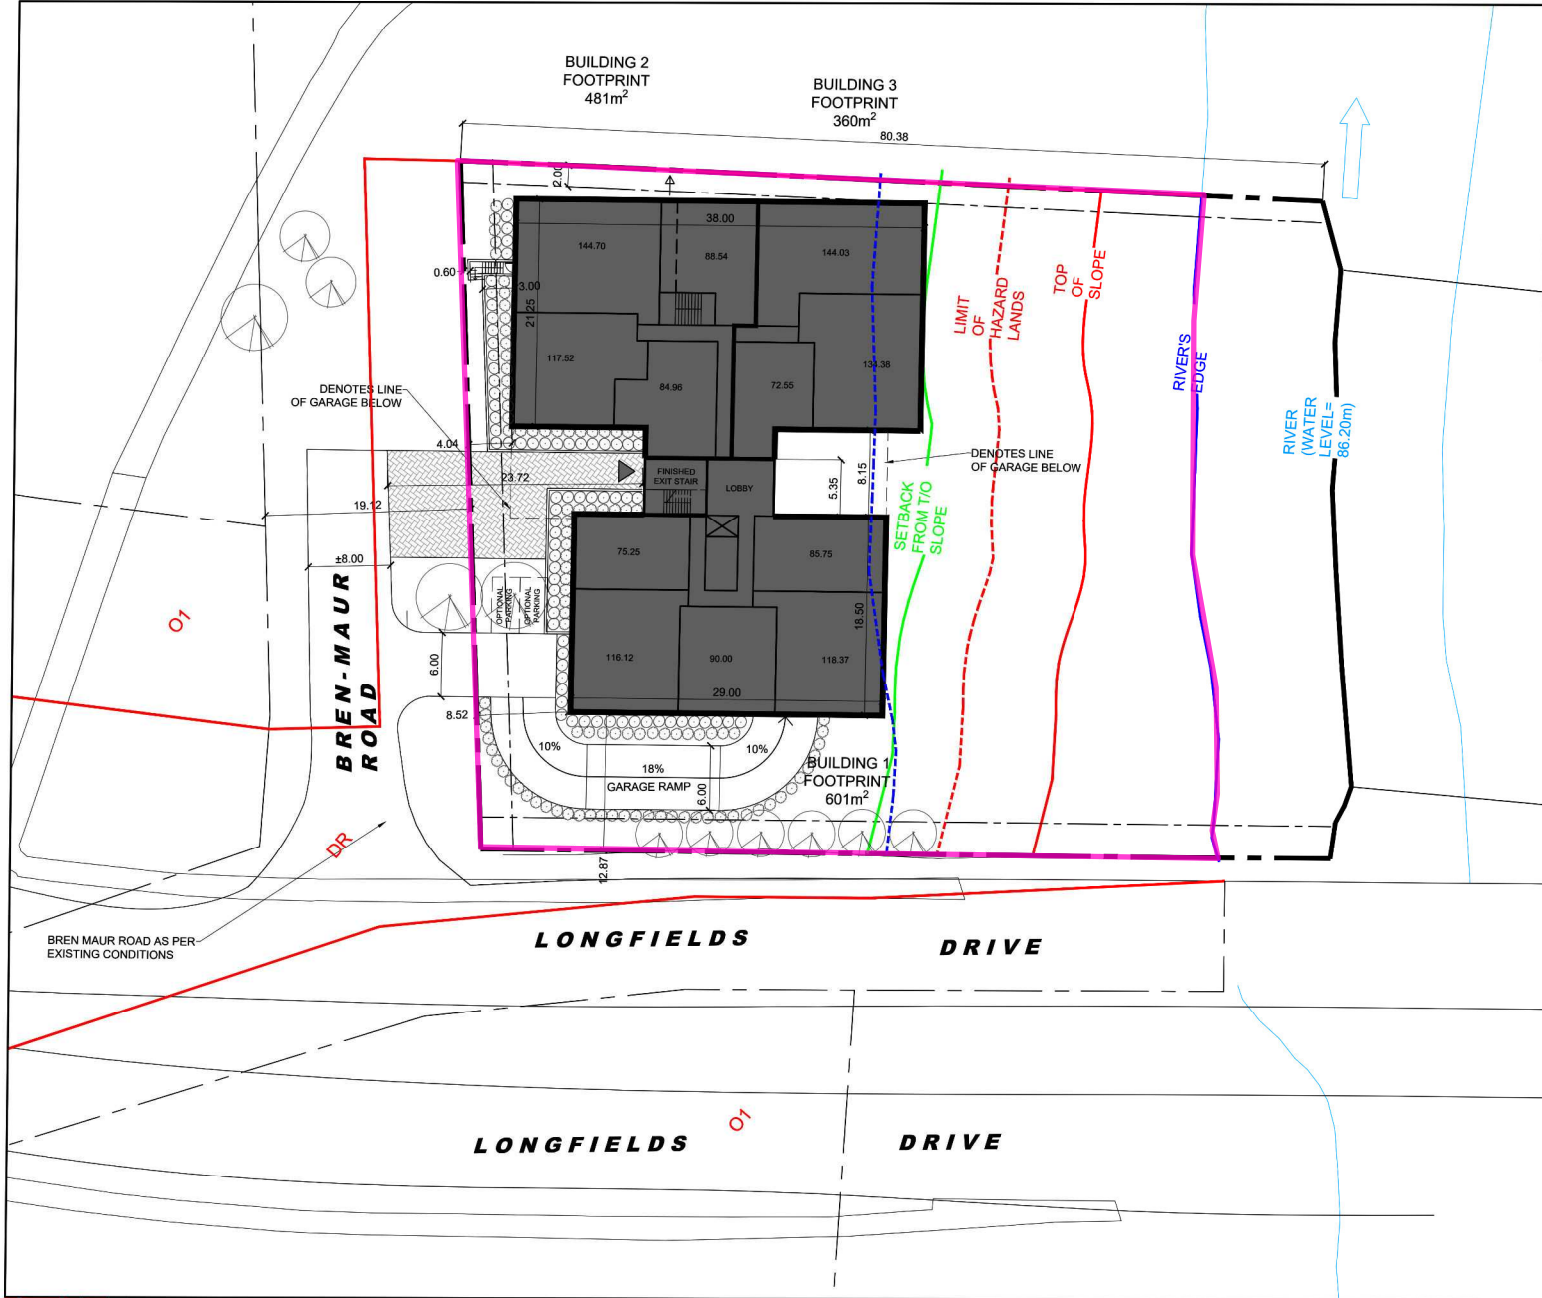 BUILDING 2
FOOTPRINT
481m²
BUILDING 3
FOOTPRINT
360m²
80.38
2.00
38.00
144.70
88.54
144.03
0.60
3.00
21.25
117.52
84.96
72.55
134.38
LIMIT
OF
HAZARD
LANDS
TOP
OF
SLOPE
RIVER'S
EDGE
RIVER
(WATER
LEVEL=
86.20m)
DENOTES LINE
OF GARAGE BELOW
4.04
23.72
19.12
FINISHED
EXIT STAIR
LOBBY
5.35
8.15
DENOTES LINE
OF GARAGE BELOW
SETBACK
FROM T/O
SLOPE
±8.00
75.25
85.75
OPTIONAL
PARKING
OPTIONAL
PARKING
O1
BREN-MAUR
ROAD
6.00
116.12
90.00
118.37
18.50
29.00
8.52
10%
18%
10%
GARAGE RAMP
6.00
BUILDING 1
FOOTPRINT
601m²
DR
12.87
BREN MAUR ROAD AS PER
EXISTING CONDITIONS
LONGFIELDS DRIVE
O1
LONGFIELDS DRIVE